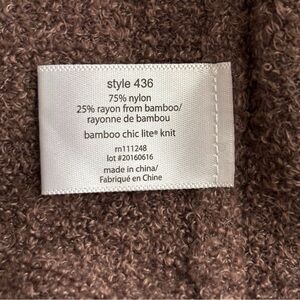 style 436
75% nylon
25% rayon from bamboo/
rayonne de bambou
bamboo chic lite® knit
rn111248
lot #20160616
made in china/
Fabriqué en Chine